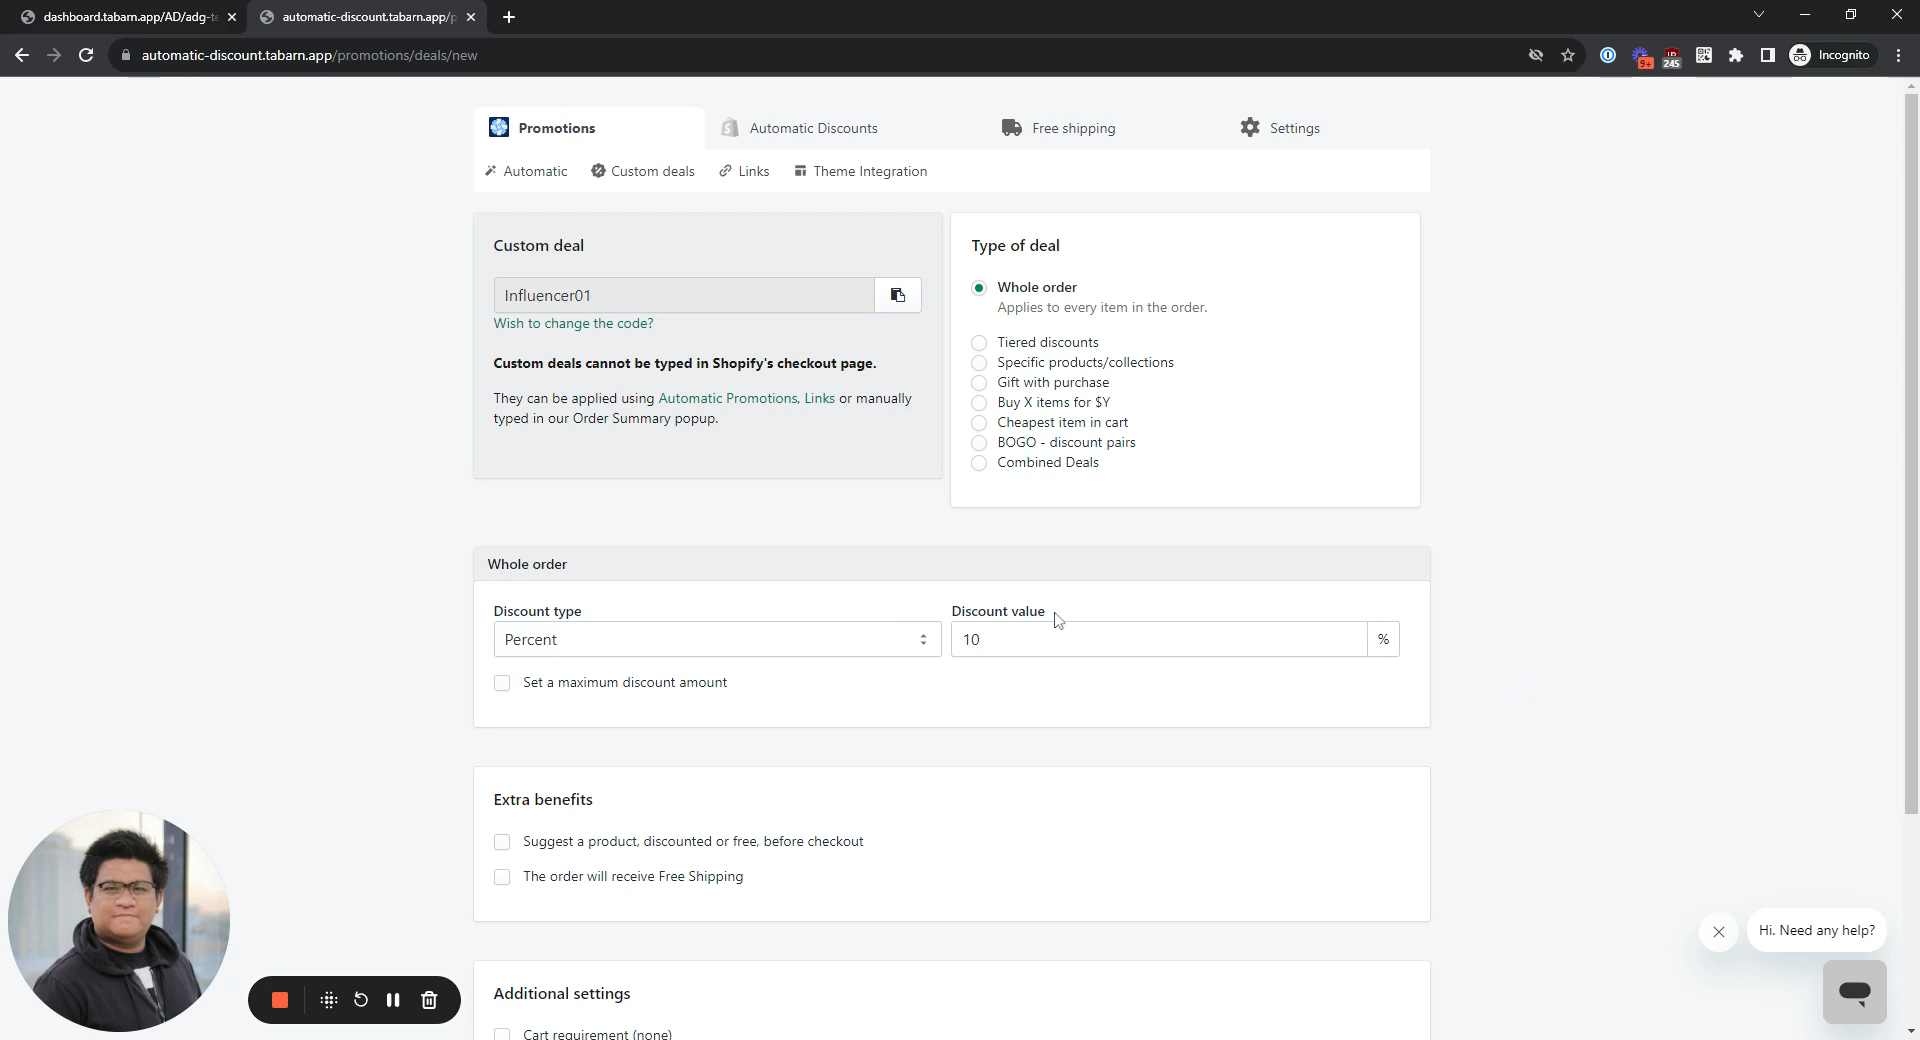 dashboard.tabarn.app/AD/adg-te
automatic-discount.tabarn.app/p
automatic-discount.tabarn.app/promotions/deals/new
9+
245
Incognito
Promotions
Automatic Discounts
Free shipping
Settings
Automatic
Custom deals
Links
Theme Integration
Custom deal
Influencer01
Wish to change the code?
Custom deals cannot be typed in Shopify's checkout page.
They can be applied using Automatic Promotions, Links or manually
typed in our Order Summary popup.
Type of deal
Whole order
Applies to every item in the order.
Tiered discounts
Specific products/collections
Gift with purchase
Buy X items for $Y
Cheapest item in cart
BOGO - discount pairs
Combined Deals
Whole order
Discount type
Discount value
Percent
10
%
Set a maximum discount amount
Extra benefits
Suggest a product, discounted or free, before checkout
The order will receive Free Shipping
Hi. Need any help?
Additional settings
Cart requirement (none)